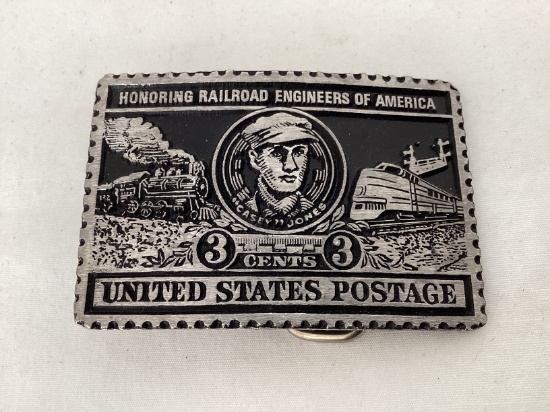 HONORING RAILROAD ENGINEERS OF AMERICA
"CASEY" JONES
3 CENTS 3
UNITED STATES POSTAGE